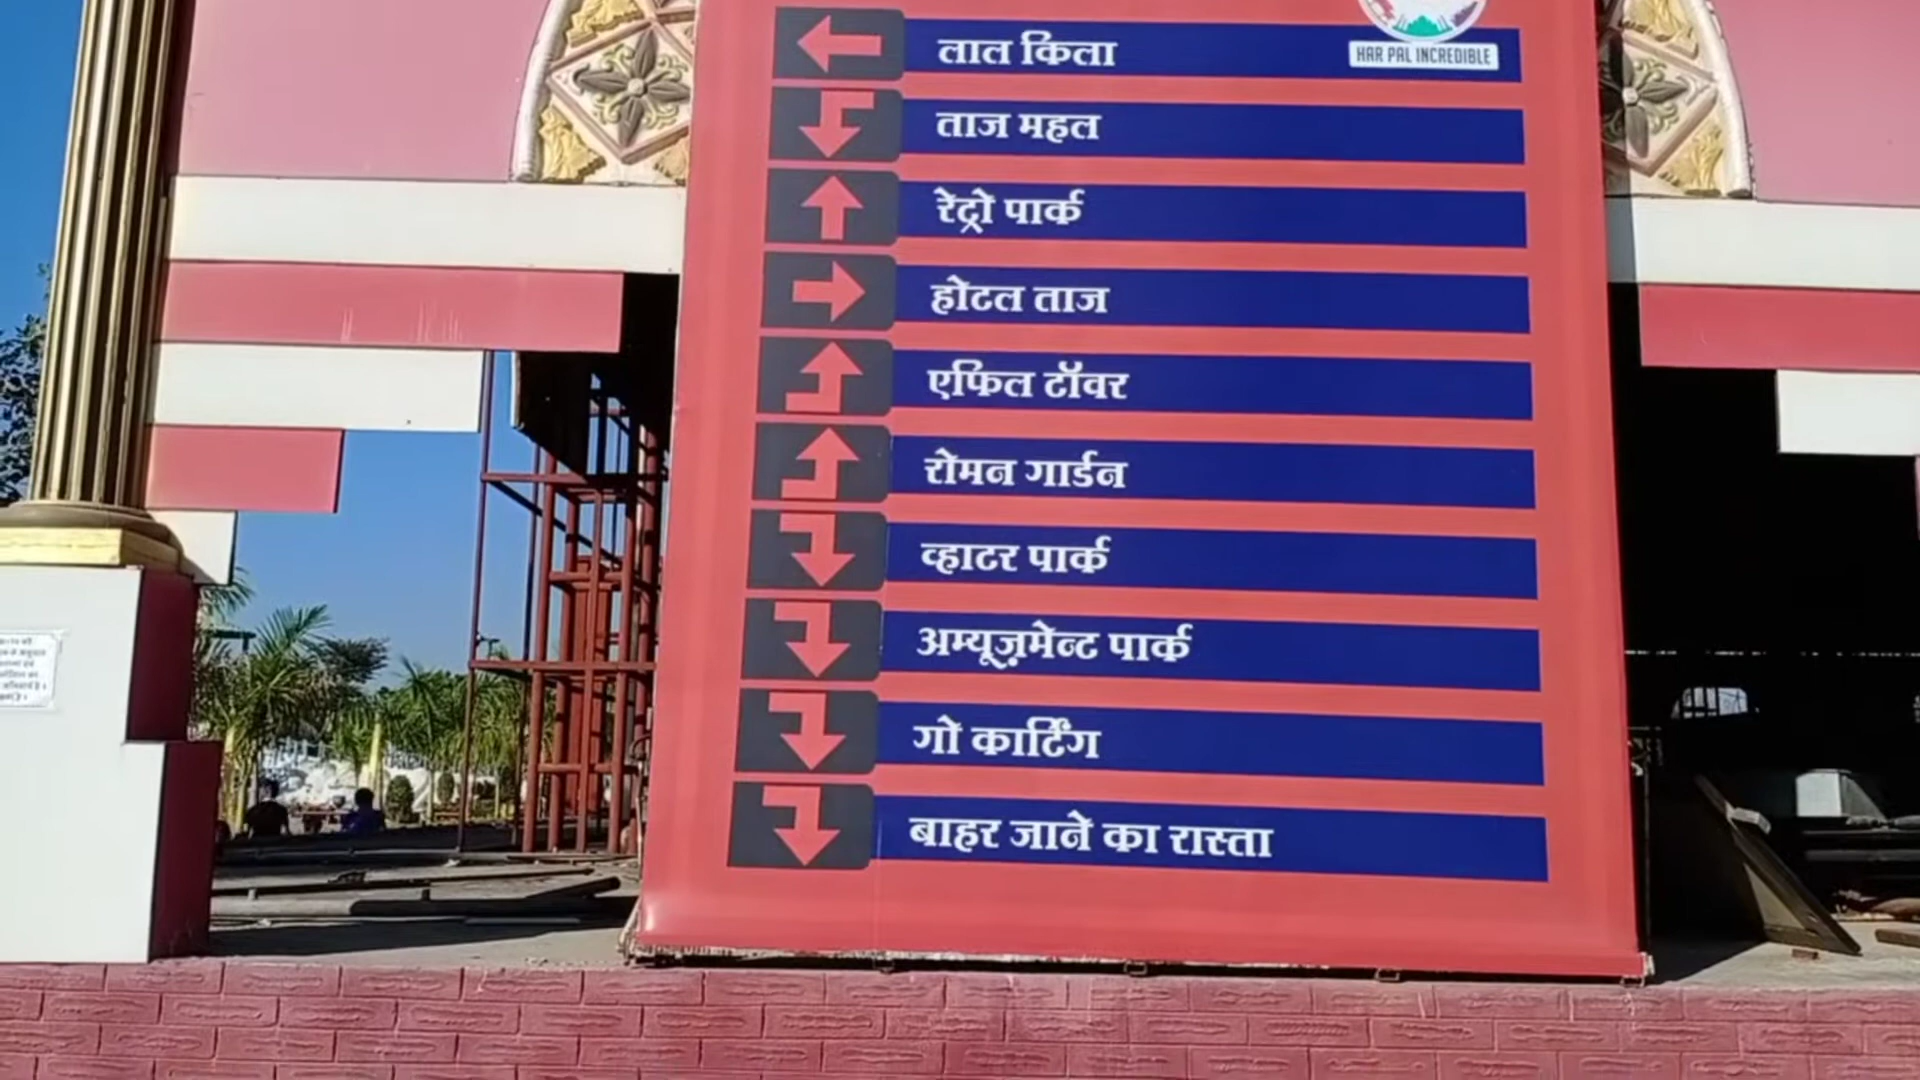 लाल किला
HAR PAL INCREDIBLE
ताज महल
रेट्रो पार्क
होटल ताज
एफिल टॉवर
रोमन गार्डन
व्हाटर पार्क
अम्यूज़मेन्ट पार्क
गो कार्टिंग
बाहर जाने का रास्ता